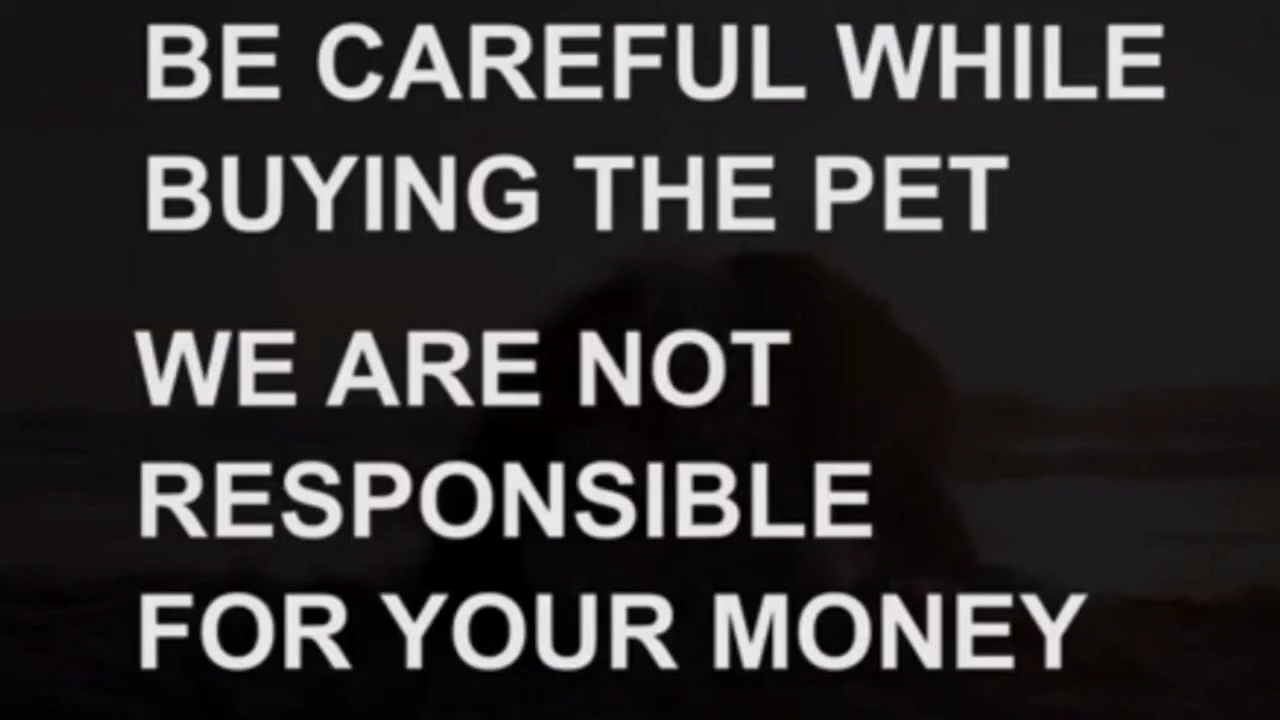 BE CAREFUL WHILE
BUYING THE PET
WE ARE NOT
RESPONSIBLE
FOR YOUR MONEY